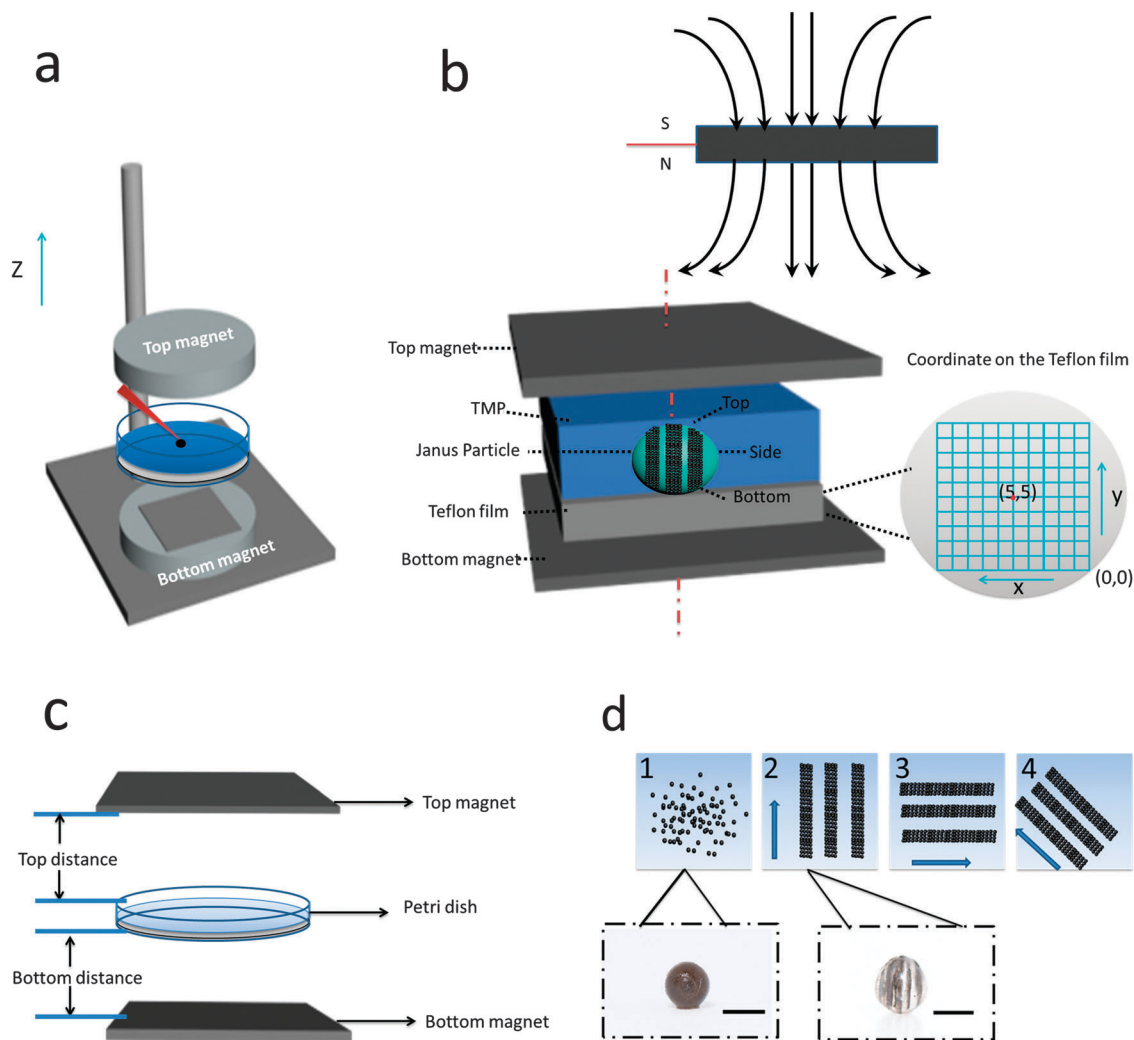 a
Z
Top magnet
Bottom magnet
b
S
N
Top magnet
TMP
Top
Janus Particle
Side
Bottom
Teflon film
Bottom magnet
Coordinate on the Teflon film
(5,5)
y
x
(0,0)
c
Top magnet
Top distance
Petri dish
Bottom distance
Bottom magnet
d
1
2
3
4